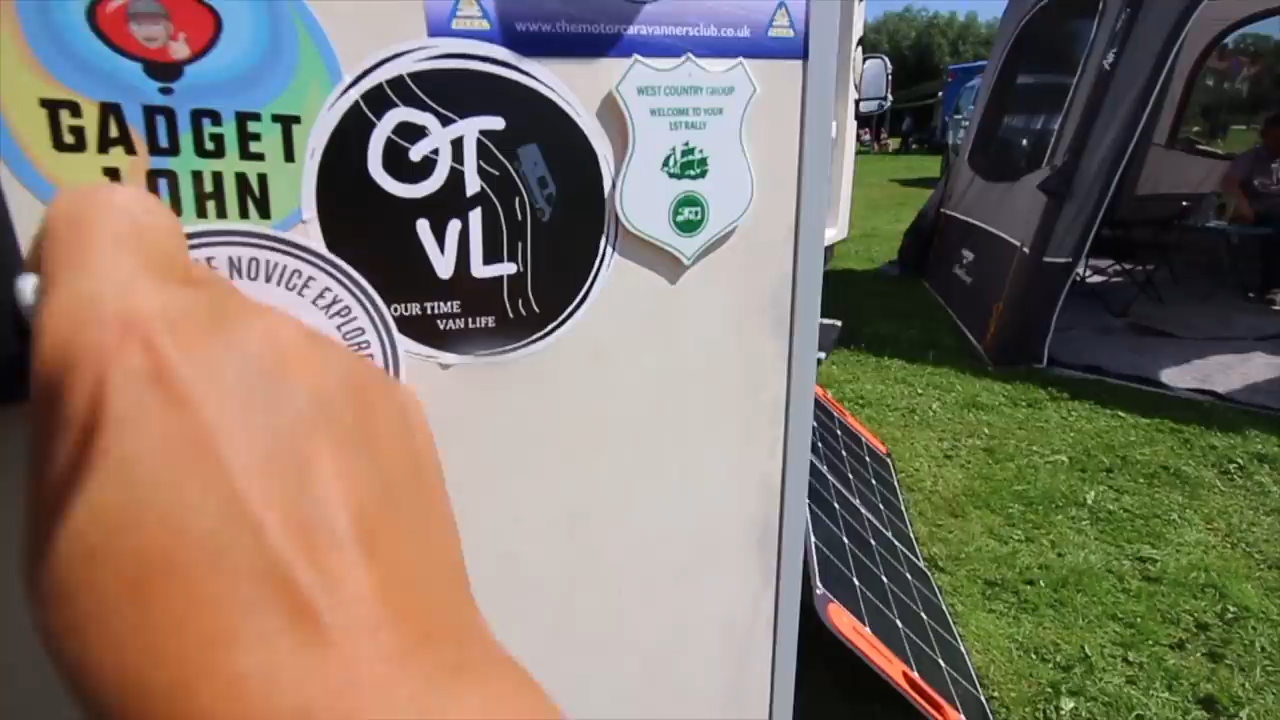 www.themotorcaravannersclub.co.uk
GADGET
JOHN
OT
VL
OUR TIME
VAN LIFE
WEST COUNTRY GROUP
WELCOME TO YOUR
1ST RALLY
NOVICE EXPLOR